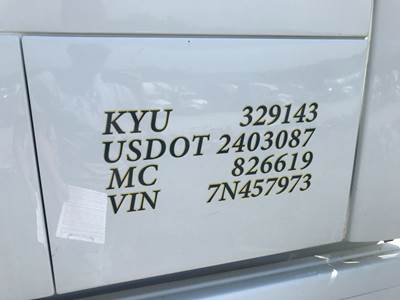 KYU 329143
USDOT 2403087
MC 826619
VIN 7N457973